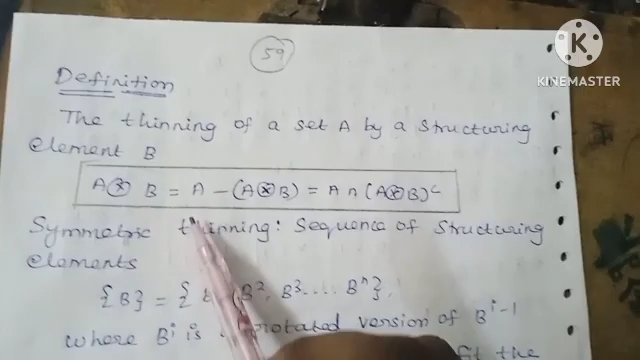 59
KINEMASTER
Definition
The thinning of a set A by a structuring
element B
A ⊛ B = A - (A ⊛ B) = A ∩ (A ⊛ B)ᶜ
Symmetric thinning: Sequence of structuring
elements
{B} = { B², B³ .... Bⁿ},
where Bⁱ is rotated version of Bⁱ⁻¹
the